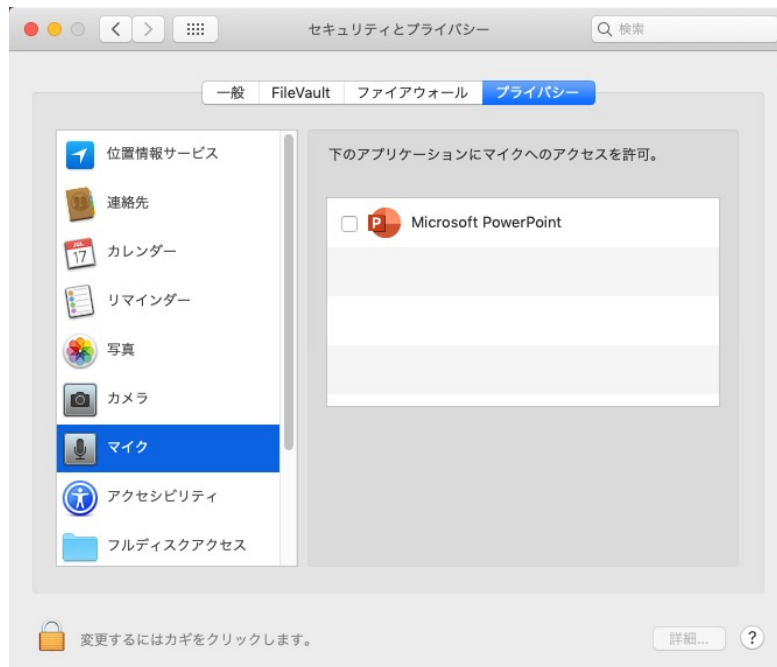 セキュリティとプライバシー
検索
一般 FileVault ファイアウォール プライバシー
位置情報サービス
連絡先
JUL
17
カレンダー
リマインダー
写真
カメラ
マイク
アクセシビリティ
フルディスクアクセス
下のアプリケーションにマイクへのアクセスを許可。
P
Microsoft PowerPoint
変更するにはカギをクリックします。
詳細...
?